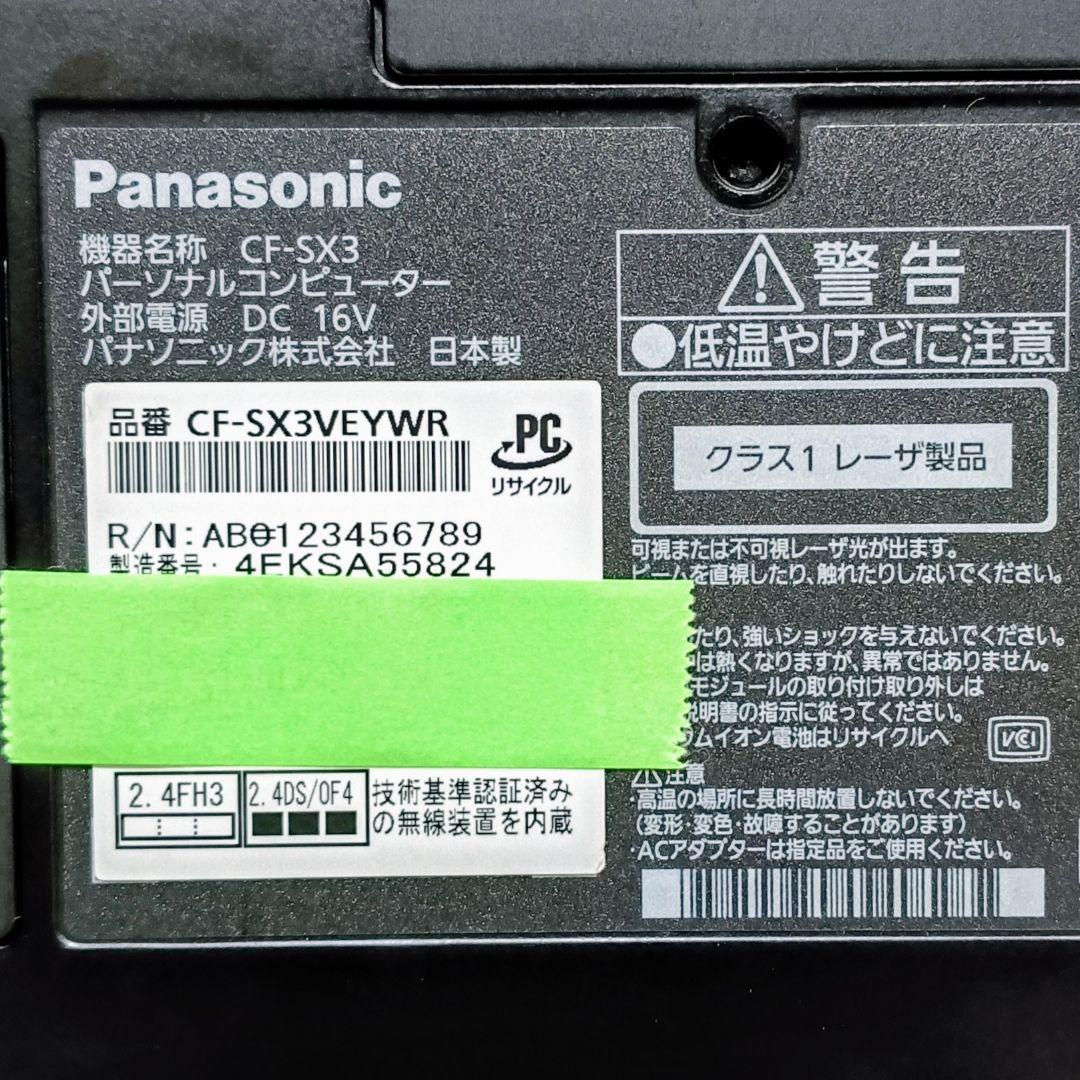 Panasonic
機器名称 CF-SX3
パーソナルコンピューター
外部電源 DC 16V
パナソニック株式会社 日本製
品番 CF-SX3VEYWR
PC
リサイクル
R/N: AB0123456789
製造番号: 4EKSA55824
2.4FH3
2.4DS/OF4
技術基準認証済み
の無線装置を内蔵
警告
●低温やけどに注意
クラス1 レーザ製品
可視または不可視レーザ光が出ます。
ビームを直視したり、触れたりしないでください。
たり、強いショックを与えないでください。
は熱くなりますが、異常ではありません。
モジュールの取り付け取り外しは
説明書の指示に従ってください。
ムイオン電池はリサイクルへ
VCI
注意
・高温の場所に長時間放置しないでください。
(変形・変色・故障することがあります)
・ACアダプターは指定品をご使用ください。